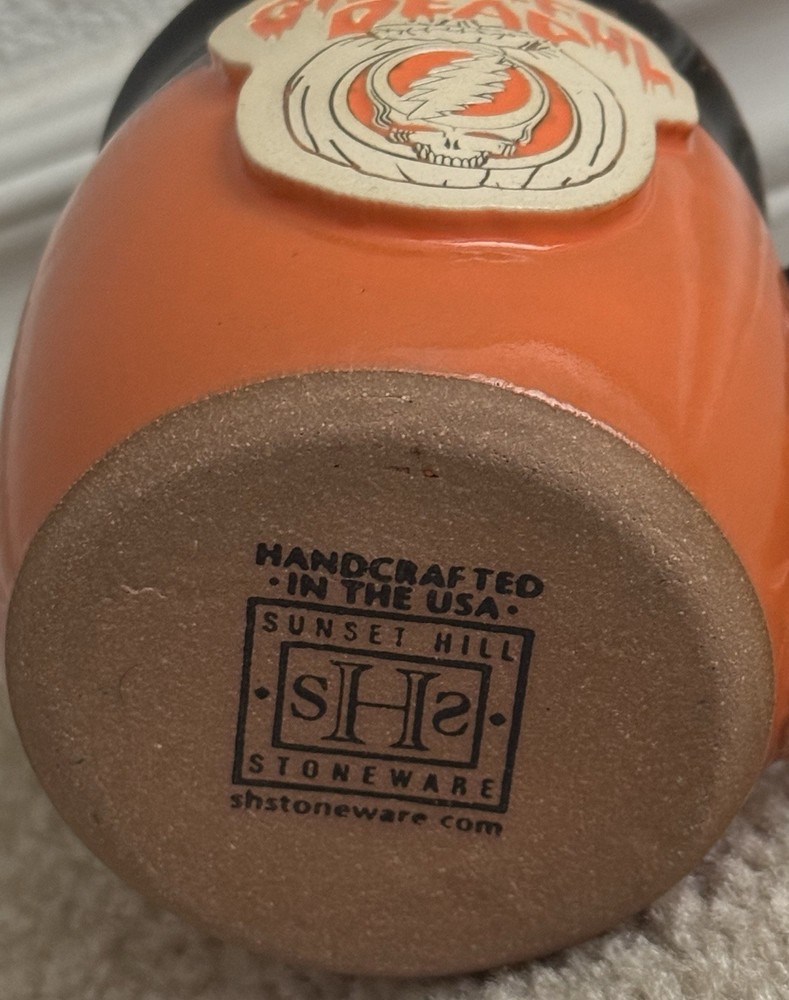 HANDCRAFTED
·IN THE USA·
SUNSET HILL
SHS
STONEWARE
shstoneware.com